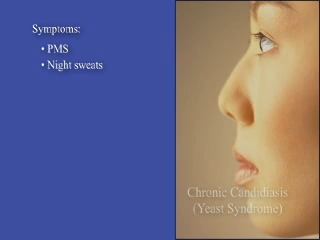 Symptoms:
• PMS
• Night sweats
Chronic Candidiasis
(Yeast Syndrome)